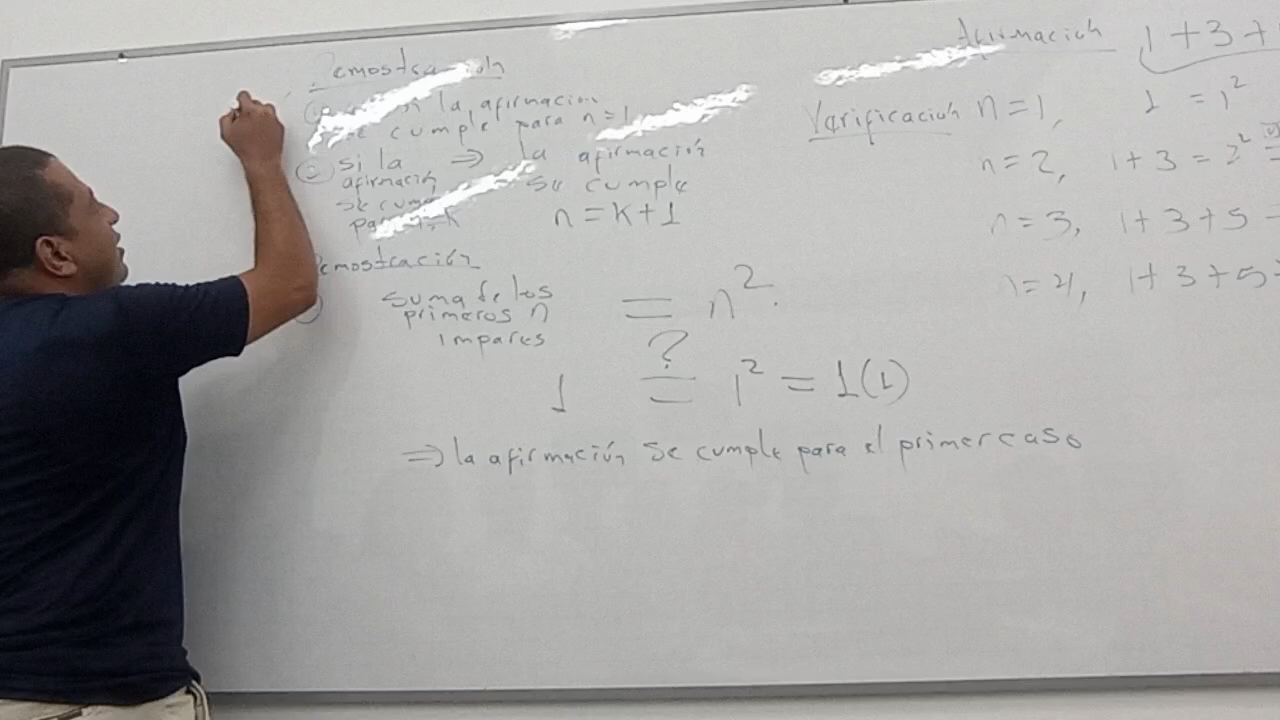 Demostración
la afirmación
se cumple para n=1
② si la ⇒ la afirmación
afirmación se cumple
se cum
n = k+1
Demostración
suma de los
primeros n = n².
impares
?
1 = 1² = 1(1)
⇒ la afirmación se cumple para el primer caso
Afirmación 1+3+
Verificación n=1, 1 = 1²
n=2, 1+3 = 2²
n=3, 1+3+5 =
n=4, 1+3+5+